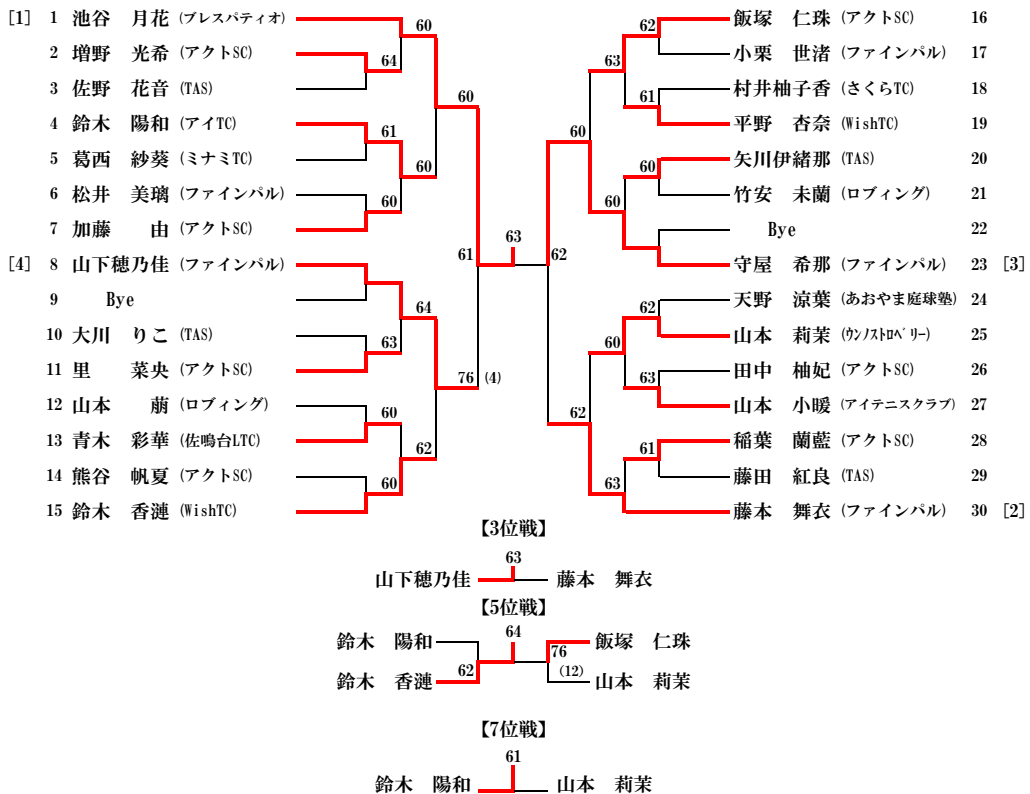 [1] 1 池谷 月花 (ブレスパティオ)
2 増野 光希 (アクトSC)
3 佐野 花音 (TAS)
4 鈴木 陽和 (アイTC)
5 葛西 紗葵 (ミナミTC)
6 松井 美璃 (ファインパル)
7 加藤 由 (アクトSC)
[4] 8 山下穂乃佳 (ファインパル)
9 Bye
10 大川 りこ (TAS)
11 里 菜央 (アクトSC)
12 山本 萠 (ロブィング)
13 青木 彩華 (佐鳴台LTC)
14 熊谷 帆夏 (アクトSC)
15 鈴木 香漣 (WishTC)
60
64
60
61
60
60
61
63
64
63
76 (4)
60
62
60
飯塚 仁珠 (アクトSC) 16
小栗 世渚 (ファインパル) 17
村井柚子香 (さくらTC) 18
平野 杏奈 (WishTC) 19
矢川伊緒那 (TAS) 20
竹安 未蘭 (ロブィング) 21
Bye 22
守屋 希那 (ファインパル) 23 [3]
天野 涼葉 (あおやま庭球塾) 24
山本 莉茉 (ウンノストロベリー) 25
田中 柚妃 (アクトSC) 26
山本 小暖 (アイテニスクラブ) 27
稲葉 蘭藍 (アクトSC) 28
藤田 紅良 (TAS) 29
藤本 舞衣 (ファインパル) 30 [2]
62
63
61
60
60
60
62
62
60
63
62
61
63
【3位戦】
63
山下穂乃佳 藤本 舞衣
【5位戦】
鈴木 陽和 64 飯塚 仁珠
62 76 (12)
鈴木 香漣 山本 莉茉
【7位戦】
61
鈴木 陽和 山本 莉茉